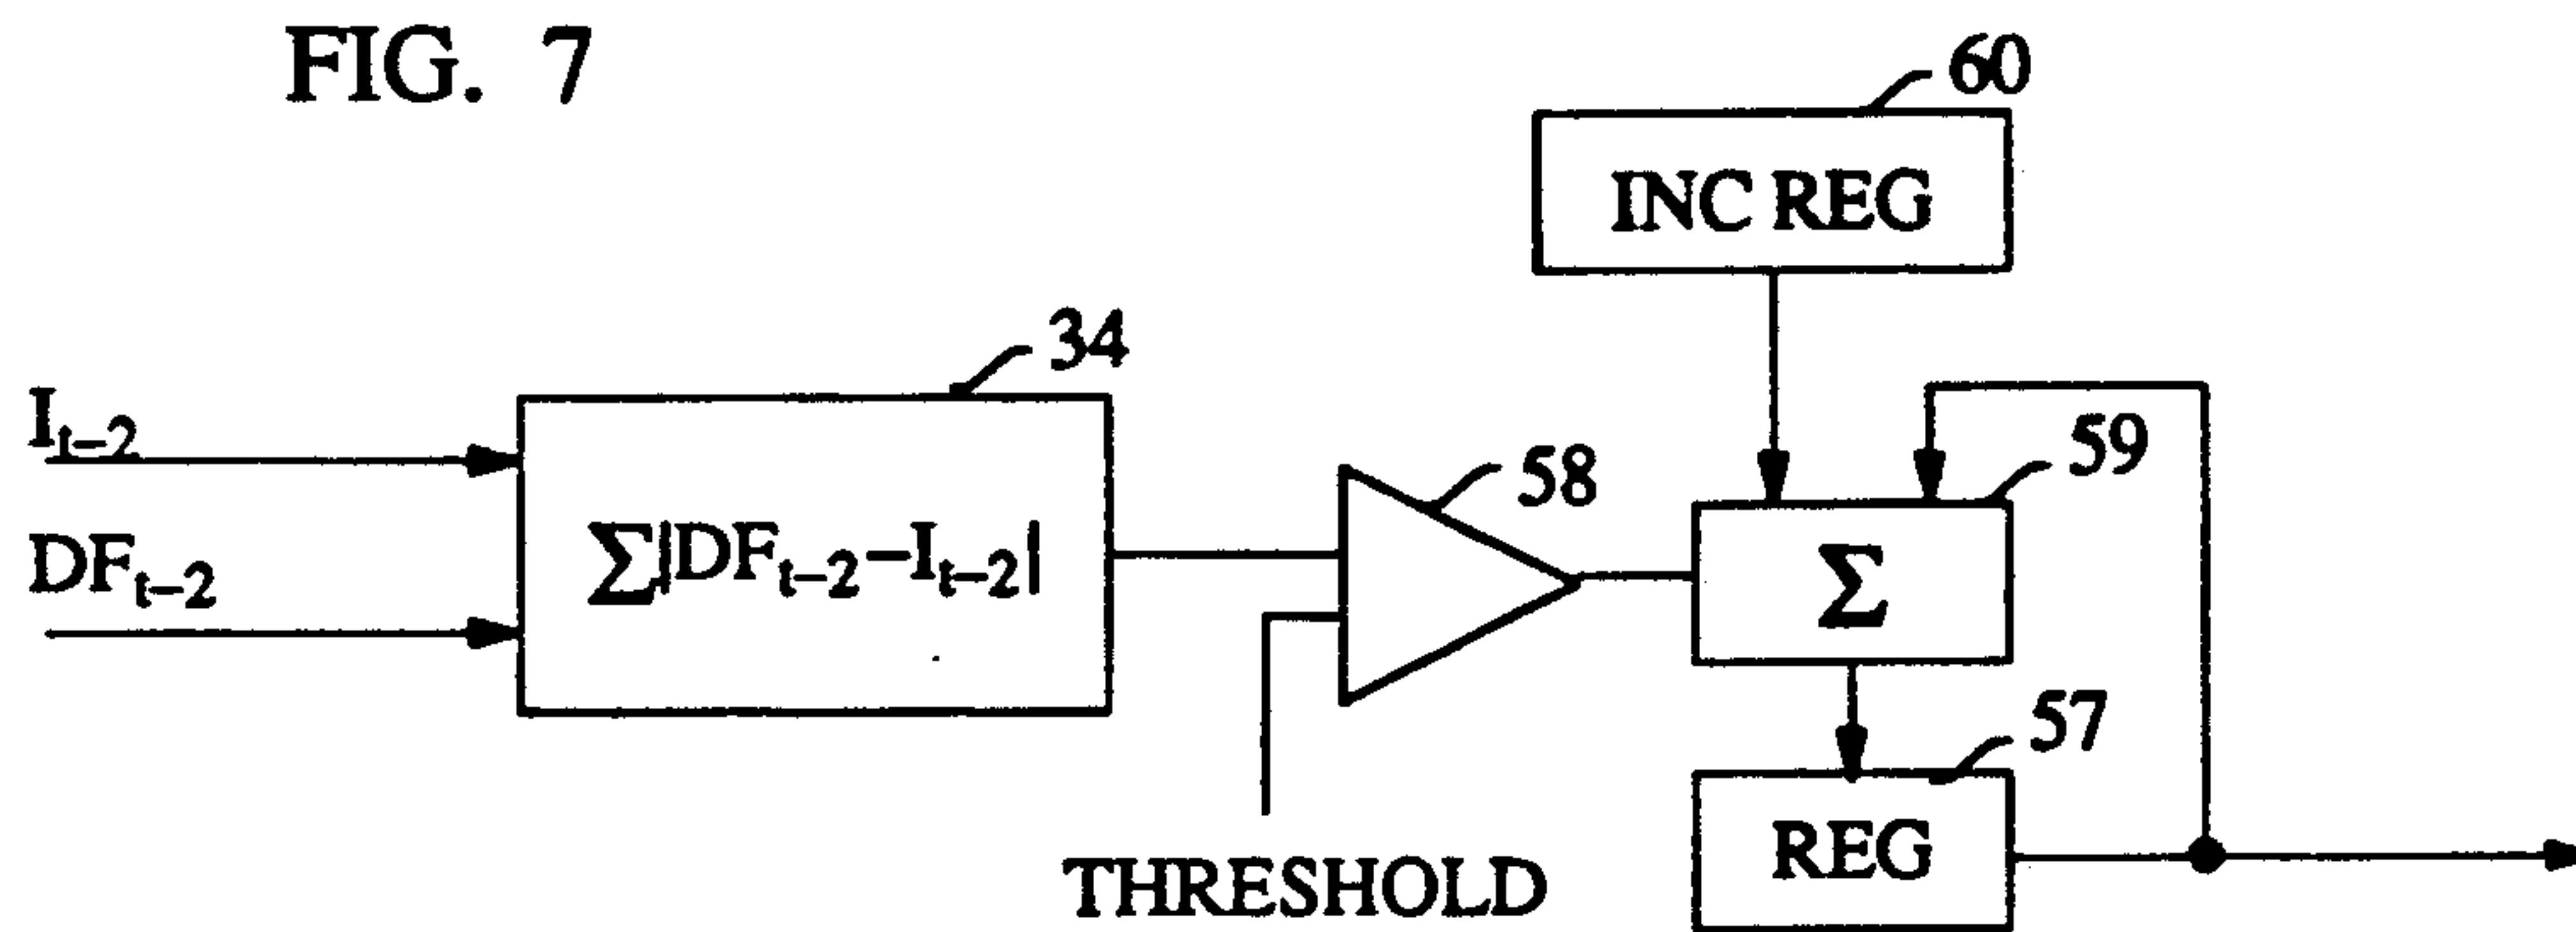 FIG. 7
60
INC REG
34
I_{t-2}
59
58
DF_{t-2}
Σ|DF_{t-2}-I_{t-2}|
Σ
57
REG
THRESHOLD